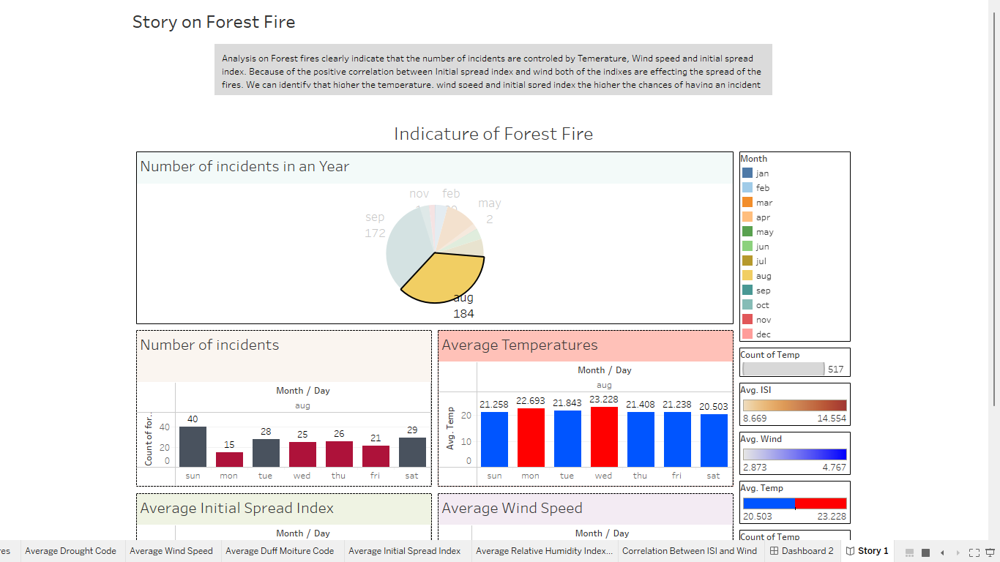 Story on Forest Fire
Analysis on Forest fires clearly indicate that the number of incidents are controled by Temerature, Wind speed and initial spread
index. Because of the positive correlation between Initial spread index and wind both of the indixes are effecting the spread of the
fires. We can identify that higher the temperature, wind speed and initial spred index the higher the chances of having an incident
Indicature of Forest Fire
Number of incidents in an Year
nov feb
may
2
sep
172
aug
184
Month
jan
feb
mar
apr
may
jun
jul
aug
sep
oct
nov
dec
Number of incidents
Month / Day
aug
Count of for..
40
20
0
40 15 28 25 26 21 29
sun mon tue wed thu fri sat
Average Temperatures
Month / Day
aug
Avg. Temp
20
10
0
21.258 22.693 21.843 23.228 21.408 21.238 20.503
sun mon tue wed thu fri sat
Count of Temp
517
Avg. ISI
8.669 14.554
Avg. Wind
2.873 4.767
Avg. Temp
20.503 23.228
Count of Temp
Average Initial Spread Index
Month / Day
Average Wind Speed
Month / Day
res Average Drought Code Average Wind Speed Average Duff Moiture Code Average Initial Spread Index Average Relative Humidity Index... Correlation Between ISI and Wind Dashboard 2 Story 1